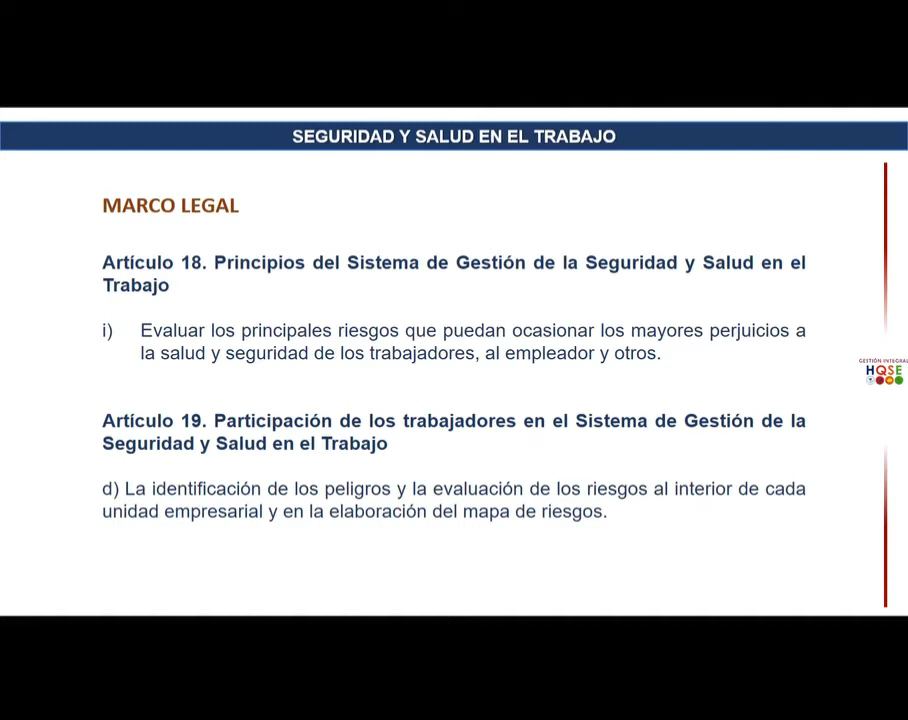 SEGURIDAD Y SALUD EN EL TRABAJO
MARCO LEGAL
Artículo 18. Principios del Sistema de Gestión de la Seguridad y Salud en el
Trabajo
i) Evaluar los principales riesgos que puedan ocasionar los mayores perjuicios a
la salud y seguridad de los trabajadores, al empleador y otros.
GESTIÓN INTEGRAL
HQSE
Artículo 19. Participación de los trabajadores en el Sistema de Gestión de la
Seguridad y Salud en el Trabajo
d) La identificación de los peligros y la evaluación de los riesgos al interior de cada
unidad empresarial y en la elaboración del mapa de riesgos.